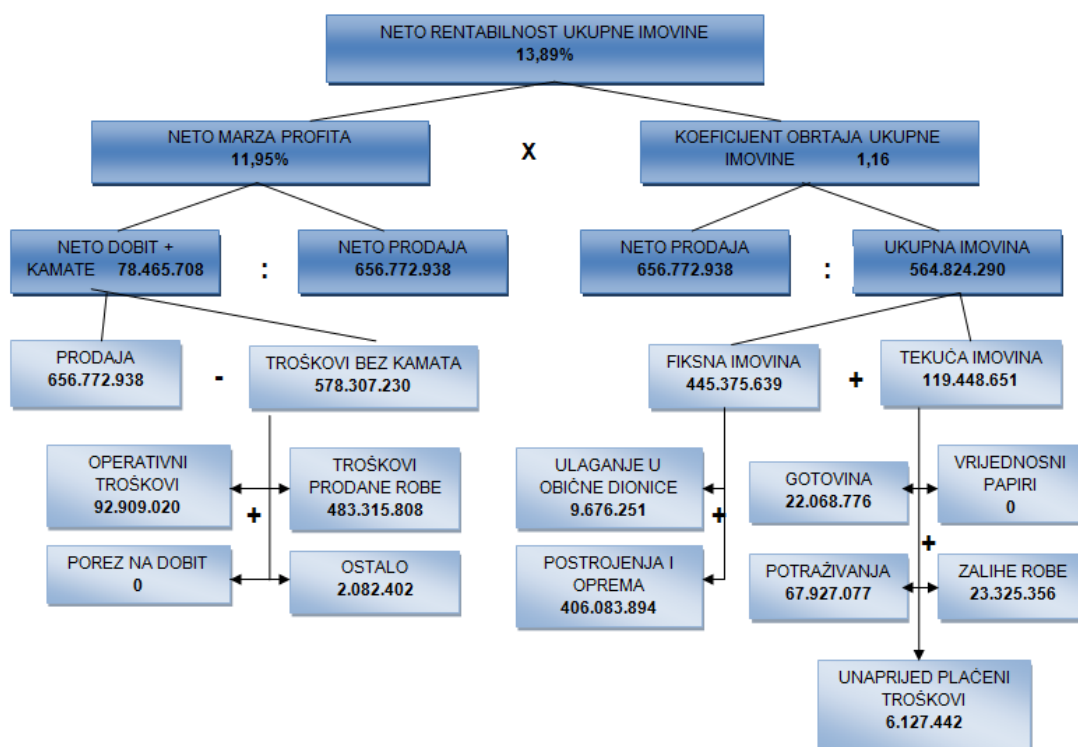 NETO RENTABILNOST UKUPNE IMOVINE
13,89%
NETO MARZA PROFITA
11,95%
X
KOEFICIJENT OBRTAJA UKUPNE
IMOVINE 1,16
NETO DOBIT +
KAMATE 78.465.708
:
NETO PRODAJA
656.772.938
NETO PRODAJA
656.772.938
:
UKUPNA IMOVINA
564.824.290
PRODAJA
656.772.938
-
TROŠKOVI BEZ KAMATA
578.307.230
FIKSNA IMOVINA
445.375.639
+
TEKUĆA IMOVINA
119.448.651
OPERATIVNI
TROŠKOVI
92.909.020
+
TROŠKOVI
PRODANE ROBE
483.315.808
POREZ NA DOBIT
0
OSTALO
2.082.402
ULAGANJE U
OBIČNE DIONICE
9.676.251
+
POSTROJENJA I
OPREMA
406.083.894
GOTOVINA
22.068.776
VRIJEDNOSNI
PAPIRI
0
+
POTRAŽIVANJA
67.927.077
ZALIHE ROBE
23.325.356
UNAPRIJED PLAČENI
TROŠKOVI
6.127.442